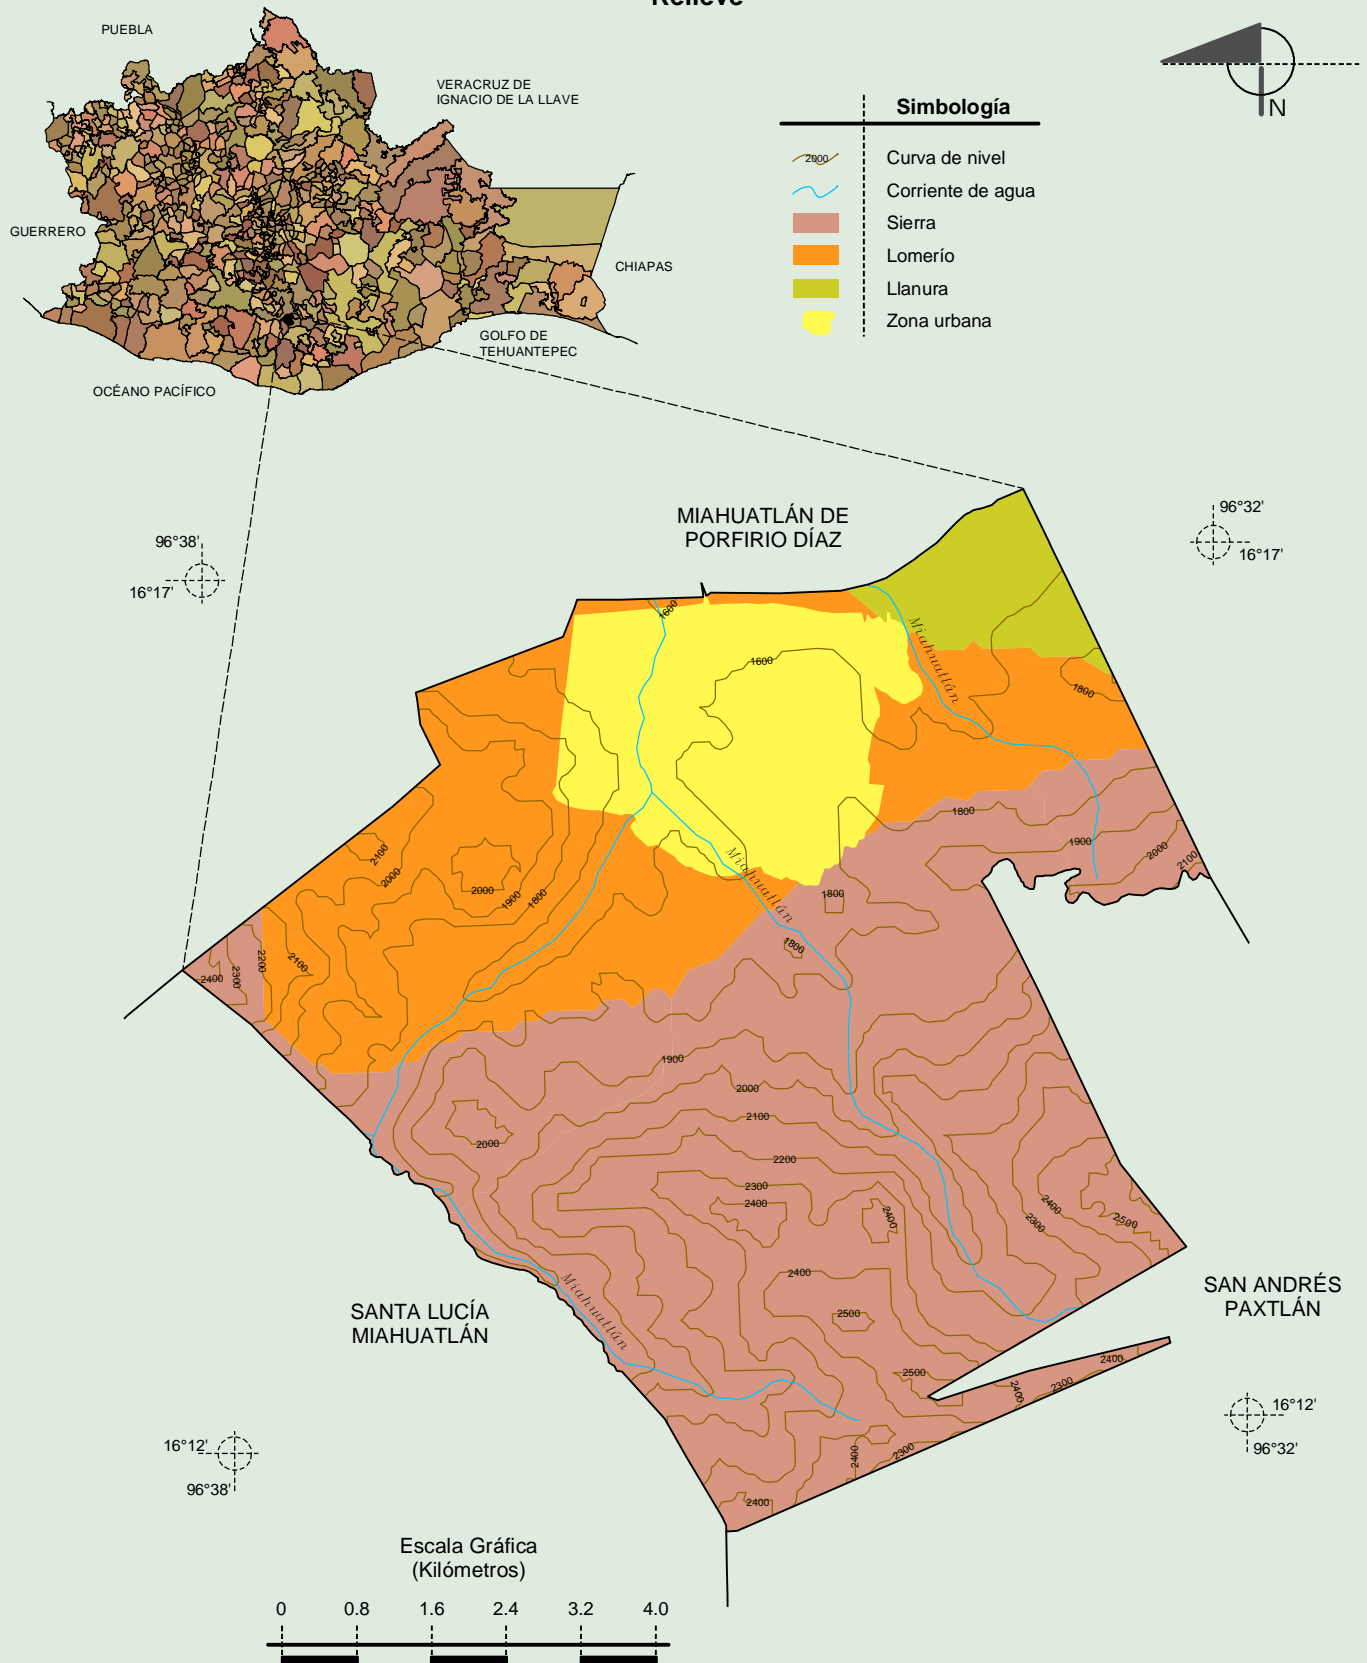 Relieve
PUEBLA
VERACRUZ DE
IGNACIO DE LA LLAVE
GUERRERO
CHIAPAS
GOLFO DE
TEHUANTEPEC
OCÉANO PACÍFICO
N
Simbología
2000
Curva de nivel
Corriente de agua
Sierra
Lomerío
Llanura
Zona urbana
MIAHUATLÁN DE
PORFIRIO DÍAZ
96°38'
16°17'
96°32'
16°17'
1600
Miahuatlán
1600
1800
1800
1900
2000
2100
2100
2000
2000
1900
1800
Miahuatlán
1800
1800
2400
2300
2200
2100
1900
2000
2100
2000
2200
2300
2400
2400
2400
2300
2500
2400
2500
Miahuatlán
SANTA LUCÍA
MIAHUATLÁN
SAN ANDRÉS
PAXTLÁN
2500
2400
2400
2300
2400
2300
2400
16°12'
96°38'
16°12'
96°32'
Escala Gráfica
(Kilómetros)
0 0.8 1.6 2.4 3.2 4.0